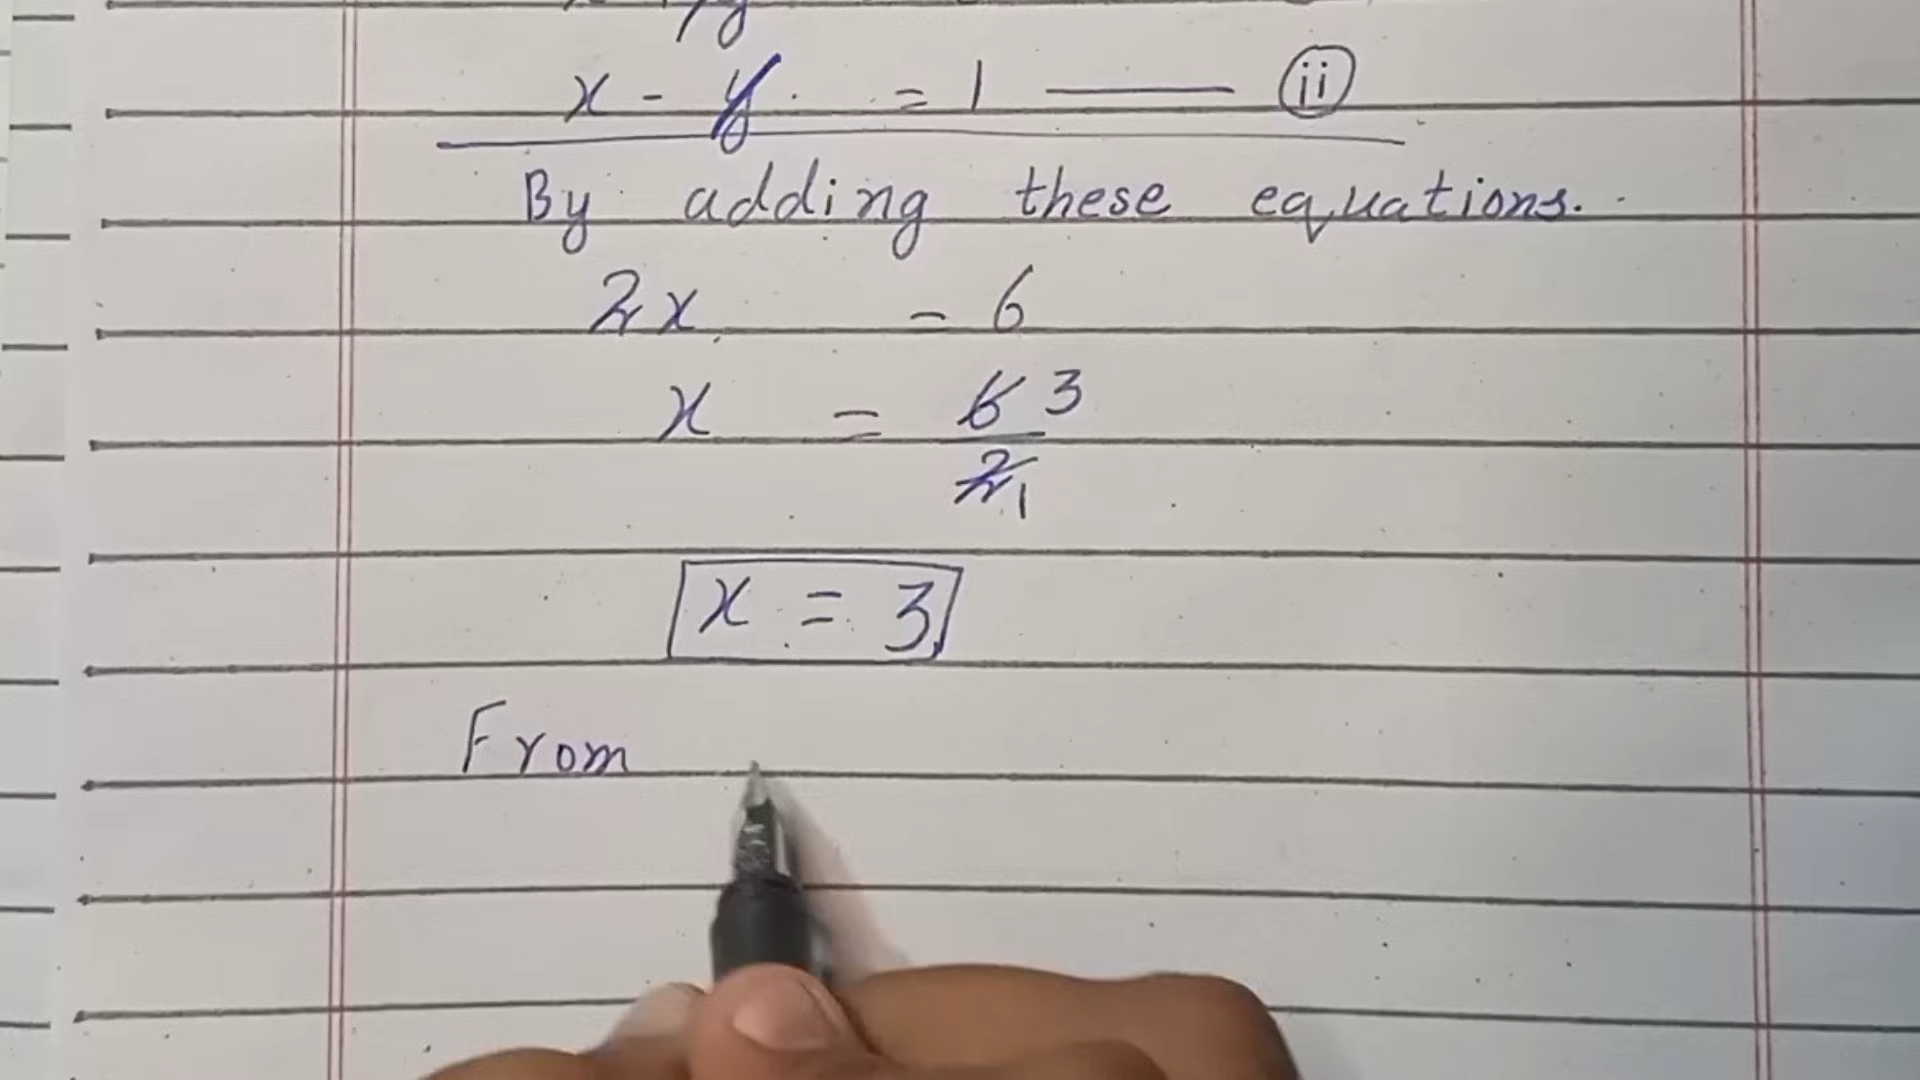 x - y = 1 —— (ii)
By adding these equations.
2x = 6
x = 6 3
2 1
x = 3
From